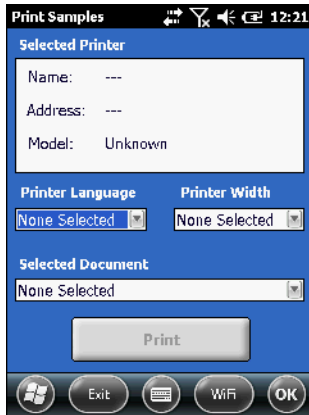 Print Samples 12:21
Selected Printer
Name: ---
Address: ---
Model: Unknown
Printer Language Printer Width
None Selected None Selected
Selected Document
None Selected
Print
Exit WiFi OK